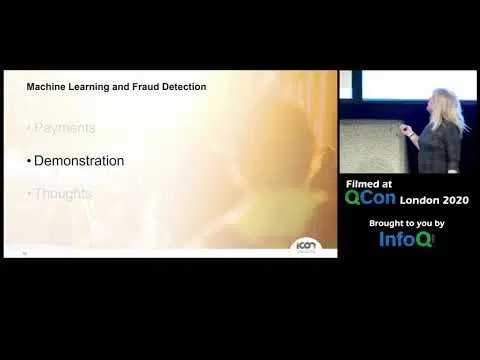 Machine Learning and Fraud Detection
• Payments
• Demonstration
• Thoughts
icon
Filmed at
QCon London 2020
Brought to you by
InfoQ